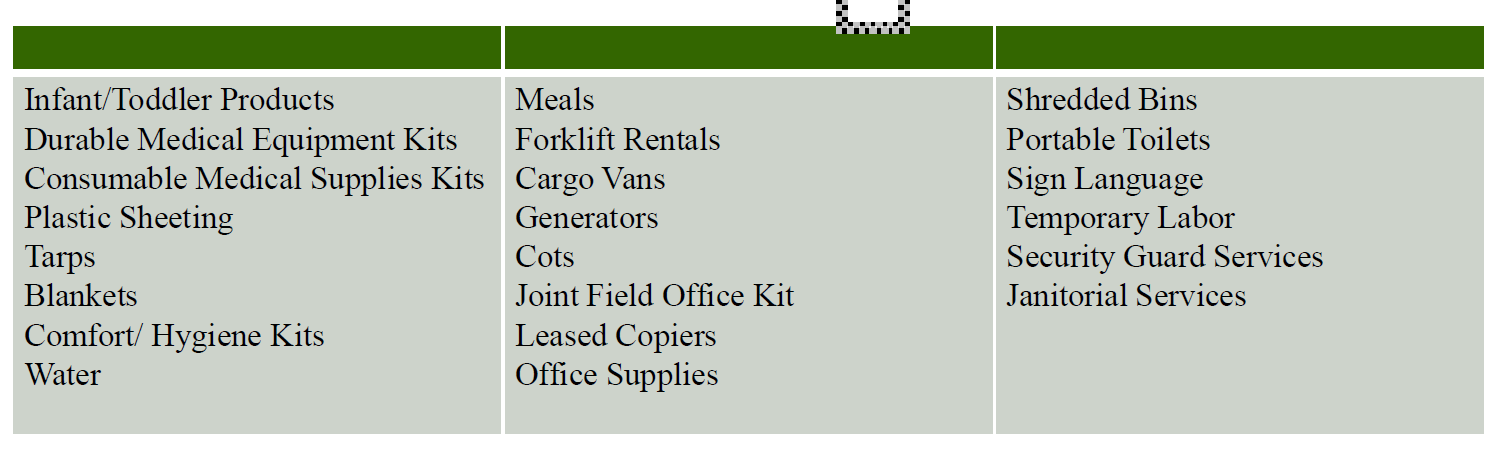 Infant/Toddler Products
Durable Medical Equipment Kits
Consumable Medical Supplies Kits
Plastic Sheeting
Tarps
Blankets
Comfort/ Hygiene Kits
Water
Meals
Forklift Rentals
Cargo Vans
Generators
Cots
Joint Field Office Kit
Leased Copiers
Office Supplies
Shredded Bins
Portable Toilets
Sign Language
Temporary Labor
Security Guard Services
Janitorial Services